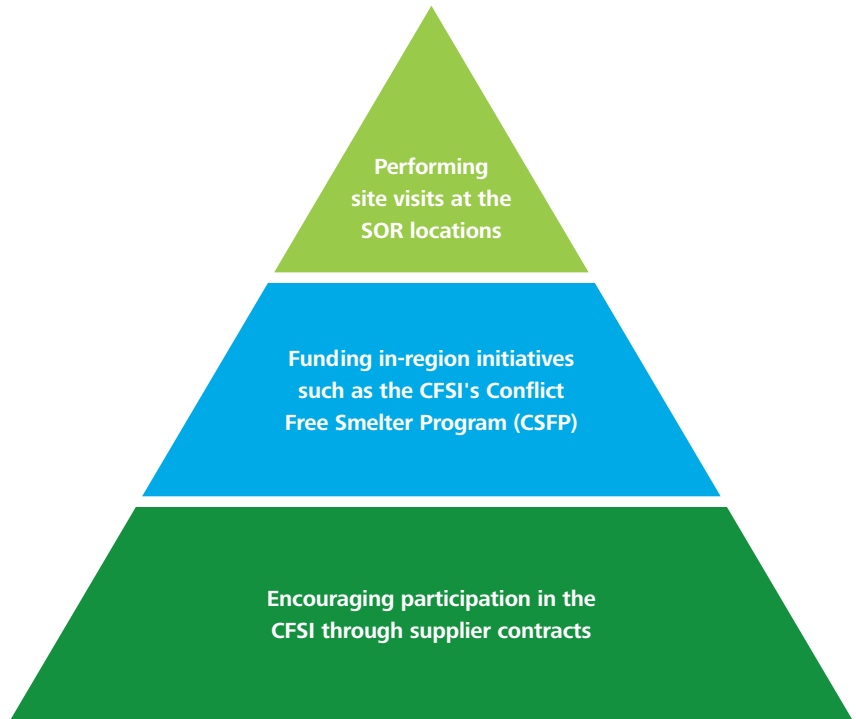 Performing
site visits at the
SOR locations
Funding in-region initiatives
such as the CFSI's Conflict
Free Smelter Program (CSFP)
Encouraging participation in the
CFSI through supplier contracts